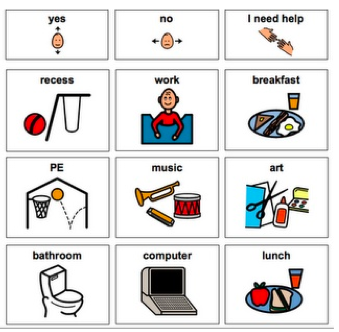 yes
no
I need help
recess
work
breakfast
PE
music
art
bathroom
computer
lunch